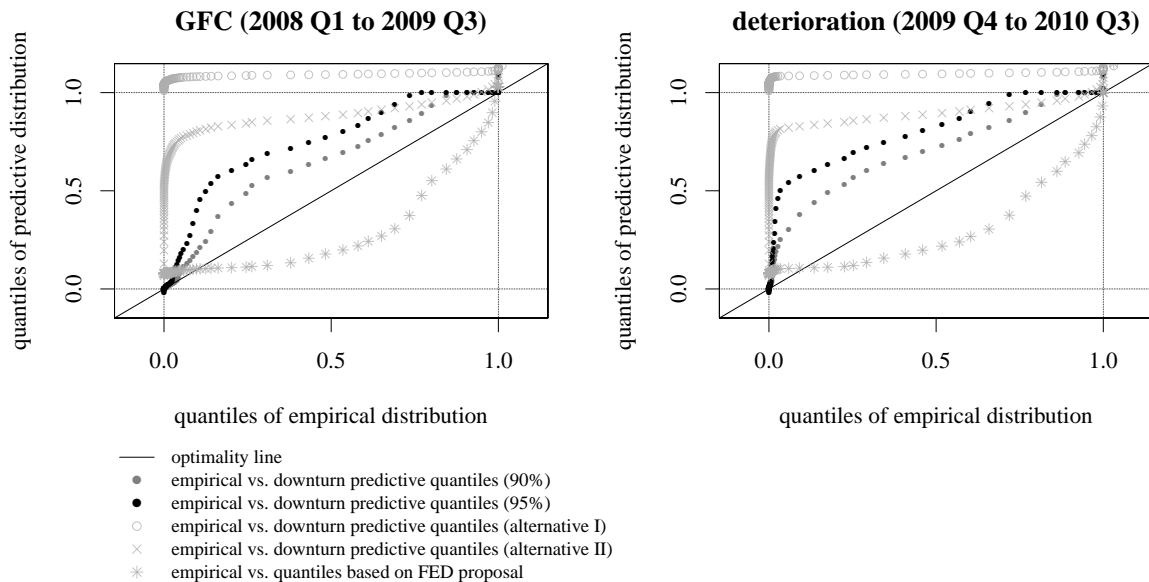 GFC (2008 Q1 to 2009 Q3)
quantiles of predictive distribution
1.0
0.5
0.0
0.0 0.5 1.0
quantiles of empirical distribution
deterioration (2009 Q4 to 2010 Q3)
quantiles of predictive distribution
1.0
0.5
0.0
0.0 0.5 1.0
quantiles of empirical distribution
optimality line
empirical vs. downturn predictive quantiles (90%)
empirical vs. downturn predictive quantiles (95%)
empirical vs. downturn predictive quantiles (alternative I)
empirical vs. downturn predictive quantiles (alternative II)
empirical vs. quantiles based on FED proposal